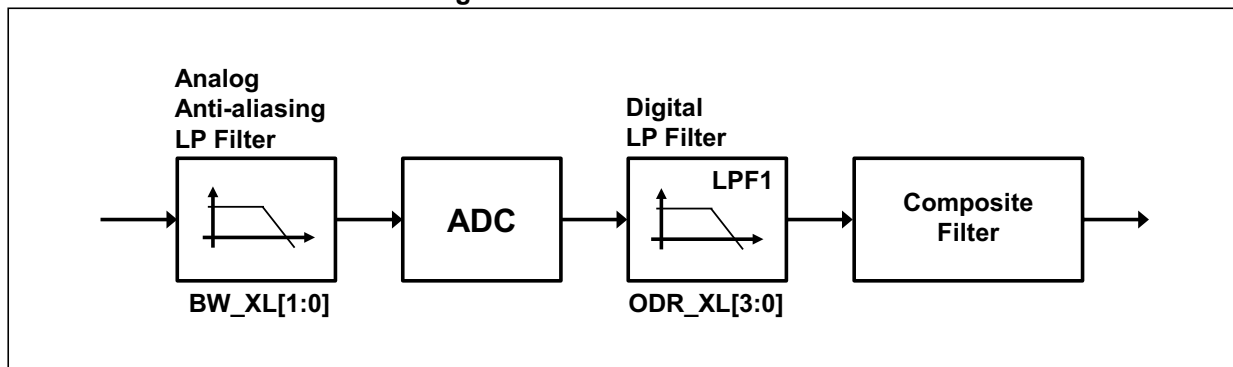 Analog
Anti-aliasing
LP Filter
BW_XL[1:0]
ADC
Digital
LP Filter
LPF1
ODR_XL[3:0]
Composite
Filter